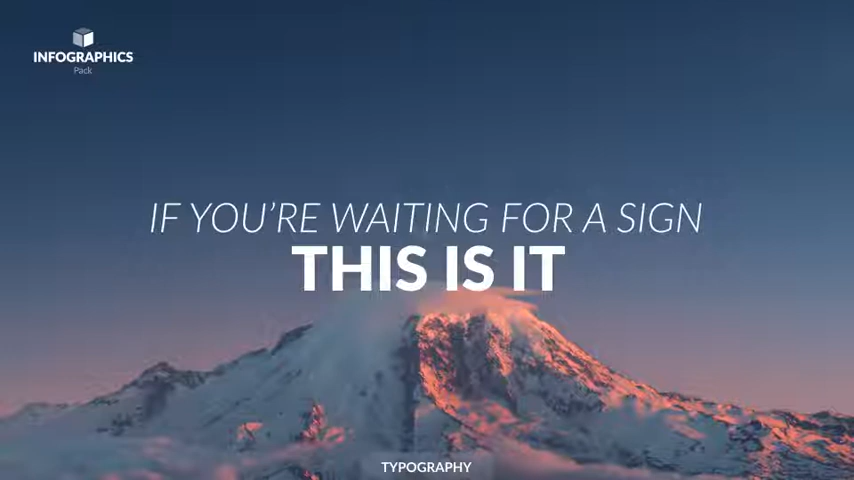 INFOGRAPHICS
Pack
IF YOU’RE WAITING FOR A SIGN
THIS IS IT
TYPOGRAPHY